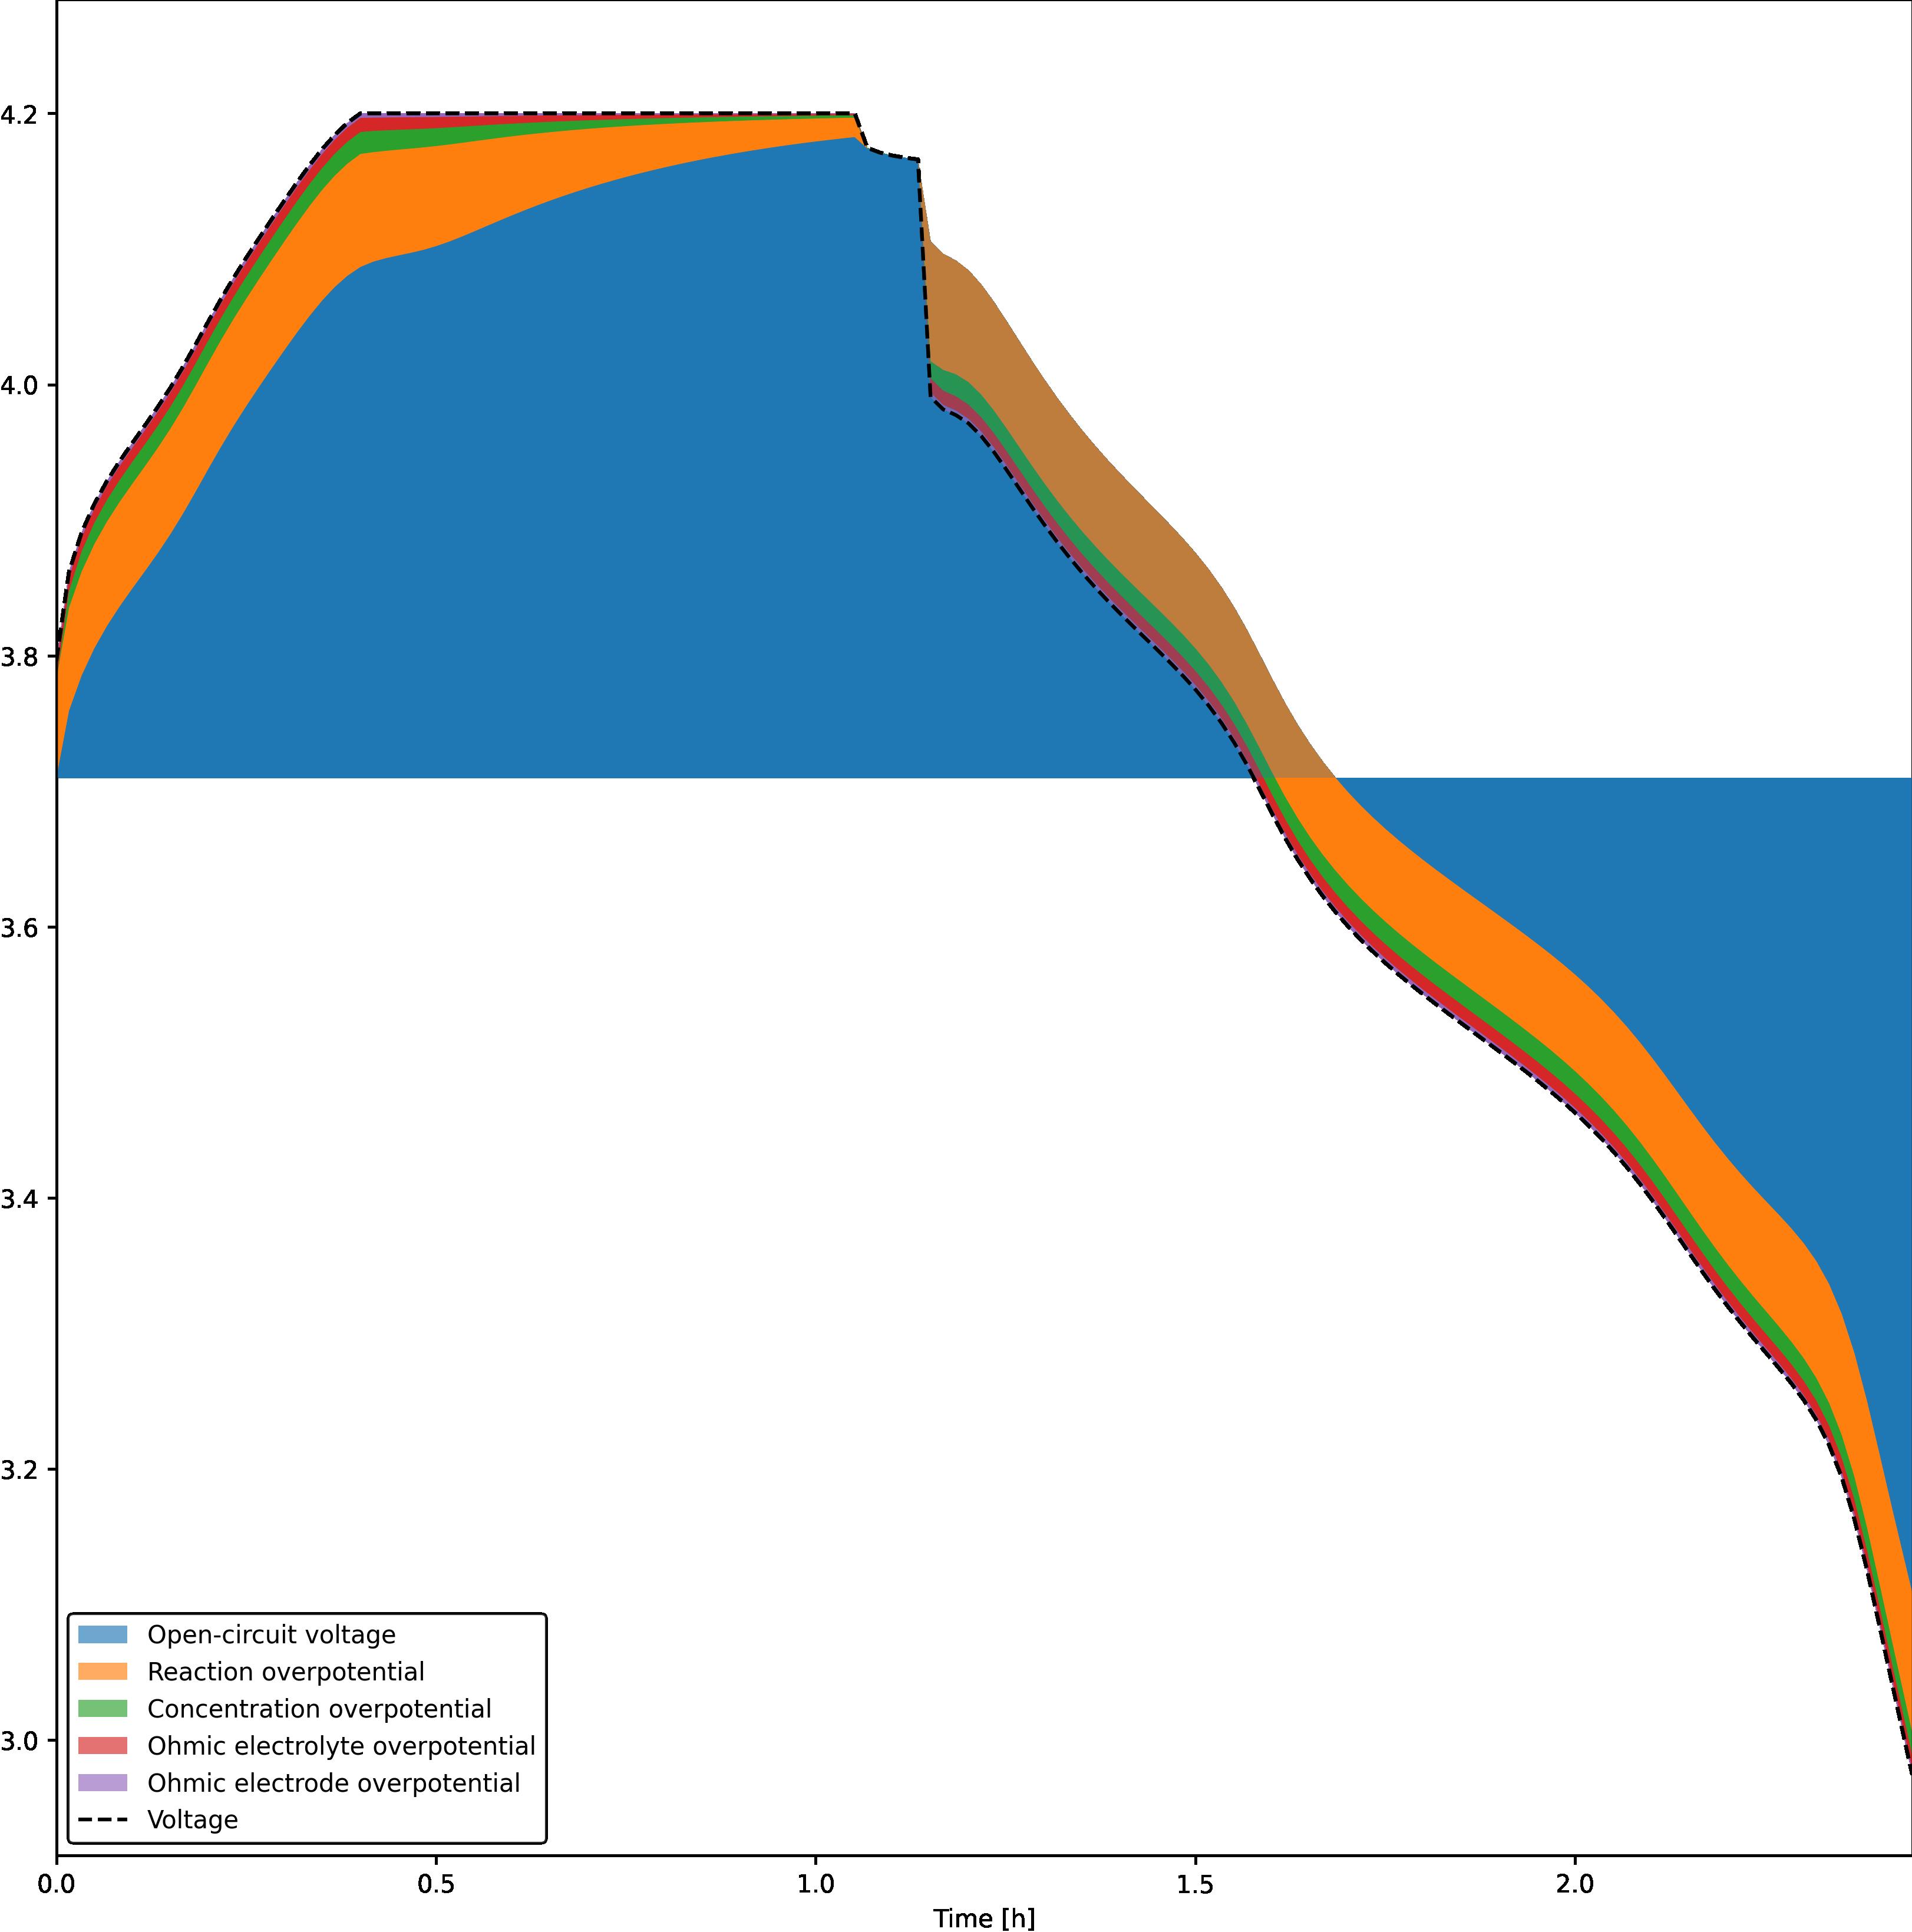 4.2
4.0
3.8
3.6
3.4
3.2
3.0
Open-circuit voltage
Reaction overpotential
Concentration overpotential
Ohmic electrolyte overpotential
Ohmic electrode overpotential
Voltage
0.0 0.5 1.0 1.5 2.0
Time [h]